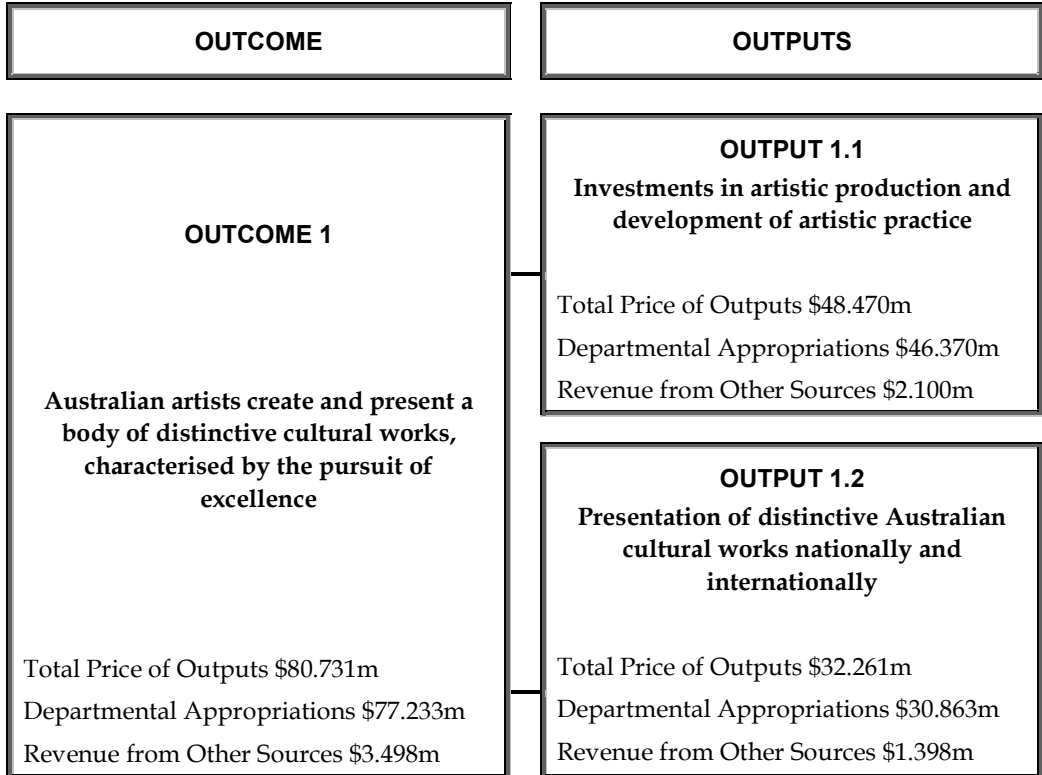 OUTCOME
OUTPUTS
OUTCOME 1
Australian artists create and present a
body of distinctive cultural works,
characterised by the pursuit of
excellence
Total Price of Outputs $80.731m
Departmental Appropriations $77.233m
Revenue from Other Sources $3.498m
OUTPUT 1.1
Investments in artistic production and
development of artistic practice
Total Price of Outputs $48.470m
Departmental Appropriations $46.370m
Revenue from Other Sources $2.100m
OUTPUT 1.2
Presentation of distinctive Australian
cultural works nationally and
internationally
Total Price of Outputs $32.261m
Departmental Appropriations $30.863m
Revenue from Other Sources $1.398m